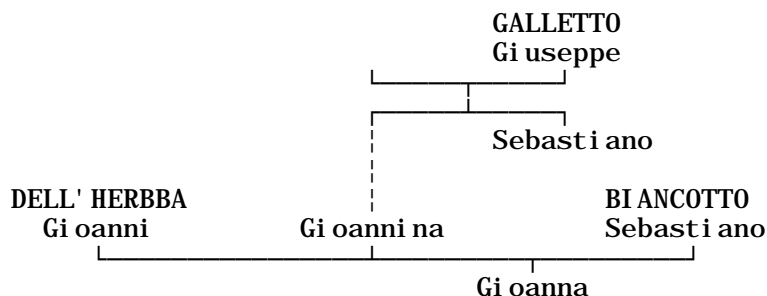 GALLETTO
Giuseppe
Sebastiano
DELL'HERBBA BIANCOTTO
Gioanni Gioannina Sebastiano
Gioanna